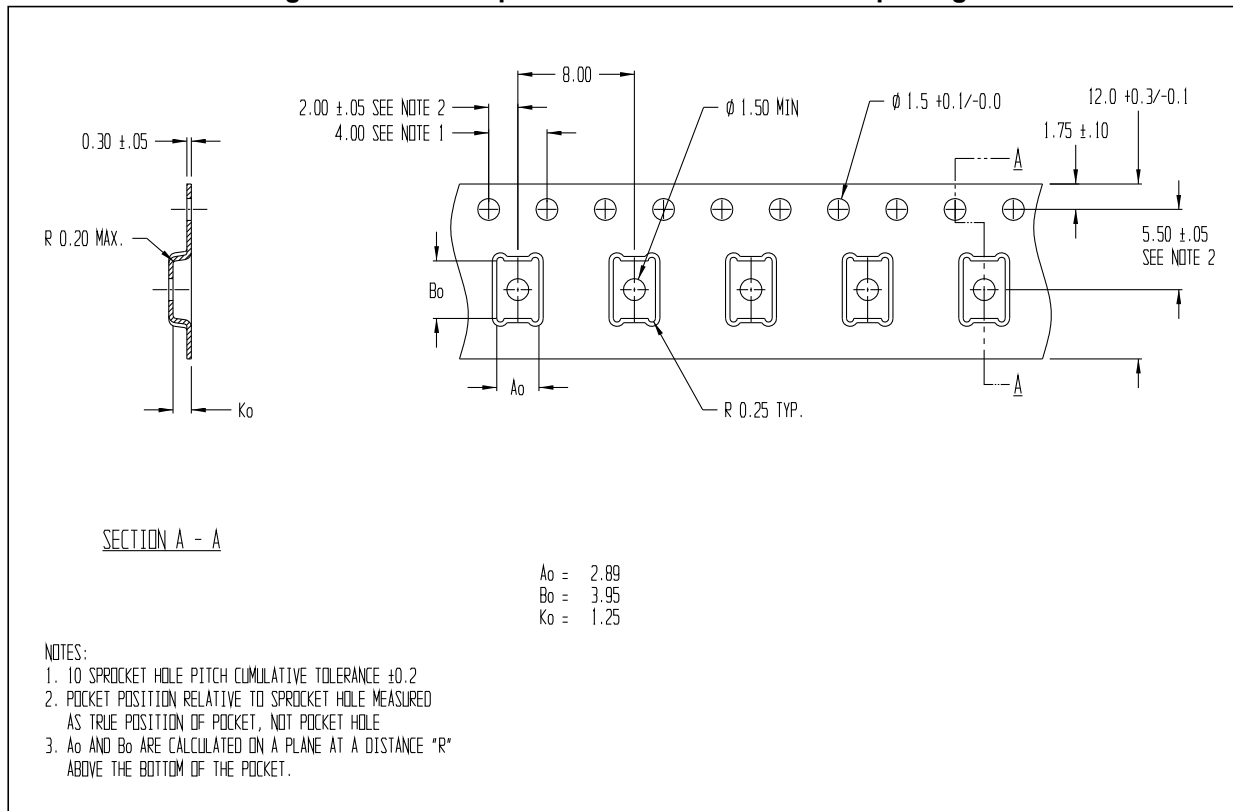 8.00
2.00 ±.05 SEE NOTE 2
4.00 SEE NOTE 1
0.30 ±.05
R 0.20 MAX.
Ko
Ø 1.50 MIN
Ø 1.5 +0.1/-0.0
12.0 +0.3/-0.1
1.75 ±.10
A
5.50 ±.05
SEE NOTE 2
Bo
Ao
R 0.25 TYP.
A
SECTION A - A
Ao = 2.89
Bo = 3.95
Ko = 1.25
NOTES:
1. 10 SPROCKET HOLE PITCH CUMULATIVE TOLERANCE ±0.2
2. POCKET POSITION RELATIVE TO SPROCKET HOLE MEASURED
AS TRUE POSITION OF POCKET, NOT POCKET HOLE
3. Ao AND Bo ARE CALCULATED ON A PLANE AT A DISTANCE "R"
ABOVE THE BOTTOM OF THE POCKET.